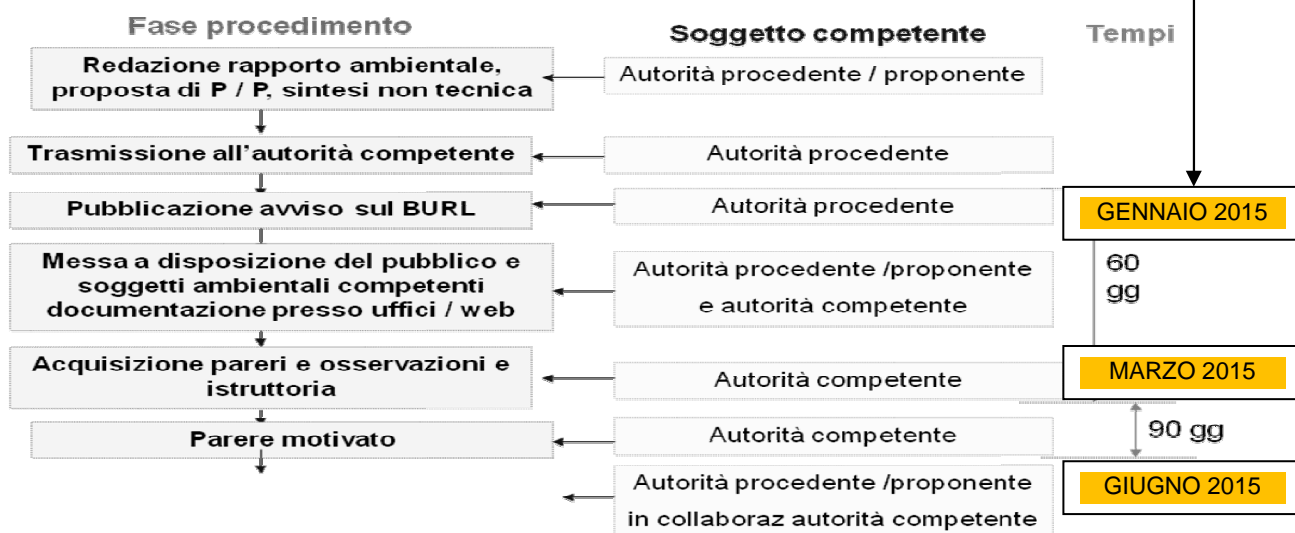 Fase procedimento
Soggetto competente
Tempi
Redazione rapporto ambientale,
proposta di P / P, sintesi non tecnica
Autorità procedente / proponente
Trasmissione all'autorità competente
Autorità procedente
Pubblicazione avviso sul BURL
Autorità procedente
GENNAIO 2015
Messa a disposizione del pubblico e
soggetti ambientali competenti
documentazione presso uffici / web
Autorità procedente /proponente
e autorità competente
60
gg
Acquisizione pareri e osservazioni e
istruttoria
Autorità competente
MARZO 2015
Parere motivato
Autorità competente
90 gg
Autorità procedente /proponente
in collaboraz autorità competente
GIUGNO 2015